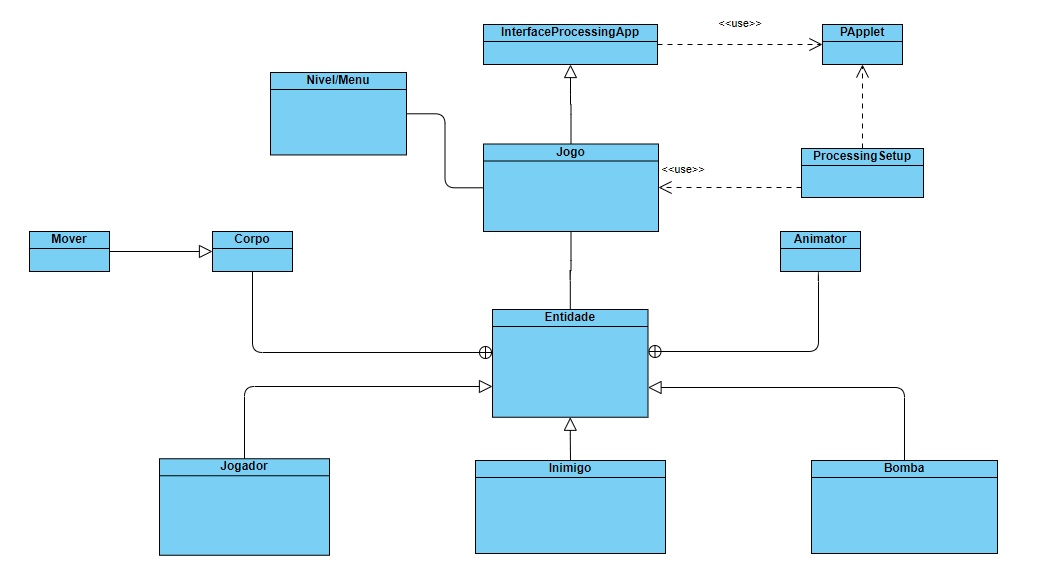 <<use>>
InterfaceProcessingApp
PApplet
Nivel/Menu
Jogo
<<use>>
ProcessingSetup
Mover
Corpo
Animator
Entidade
Jogador
Inimigo
Bomba